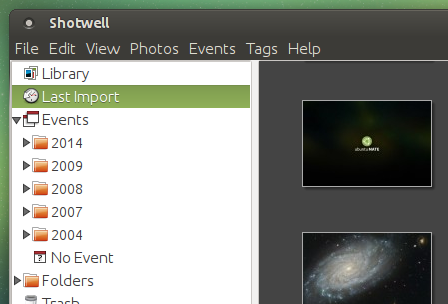 Shotwell
File Edit View Photos Events Tags Help
Library
Last Import
Events
2014
2009
2008
2007
2004
No Event
Folders
Trash
ubuntu MATE